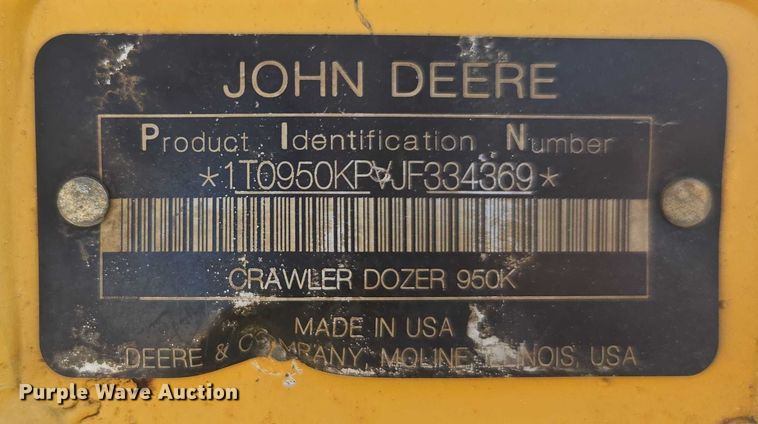 JOHN DEERE
Product Identification Number
*1T0950KPVJF334369*
CRAWLER DOZER 950K
MADE IN USA
DEERE & COMPANY, MOLINE, ILLINOIS, USA
Purple Wave Auction